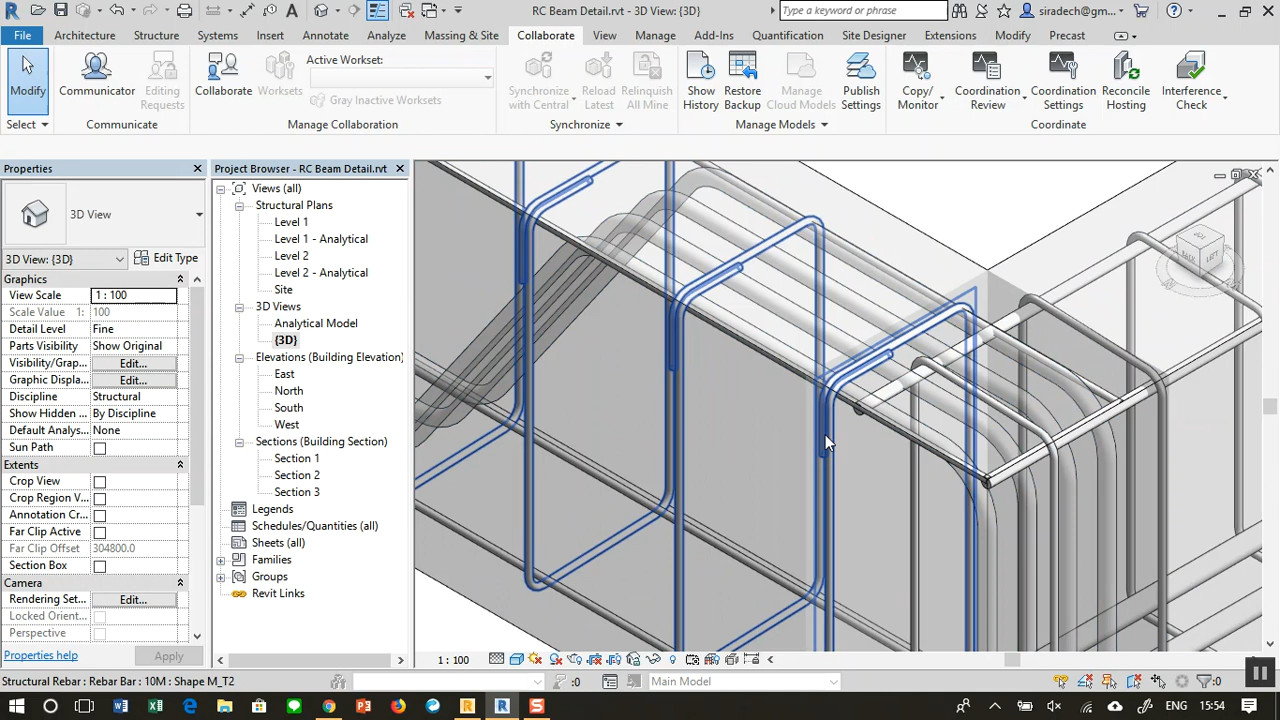 RC Beam Detail.rvt - 3D View: {3D}
Type a keyword or phrase
siradech@gm...
File
Architecture
Structure
Systems
Insert
Annotate
Analyze
Massing & Site
Collaborate
View
Manage
Add-Ins
Quantification
Site Designer
Extensions
Modify
Precast
Modify
Communicator
Editing
Requests
Collaborate
Worksets
Active Workset:
Gray Inactive Worksets
Synchronize
with Central
Reload
Latest
Relinquish
All Mine
Show
History
Restore
Backup
Manage
Cloud Models
Publish
Settings
Copy/
Monitor
Coordination
Review
Coordination
Settings
Reconcile
Hosting
Interference
Check
Select
Communicate
Manage Collaboration
Synchronize
Manage Models
Coordinate
Properties
3D View
3D View: {3D}
Edit Type
Graphics
View Scale
1 : 100
Scale Value 1:
100
Detail Level
Fine
Parts Visibility
Show Original
Visibility/Grap...
Edit...
Graphic Displa...
Edit...
Discipline
Structural
Show Hidden ...
By Discipline
Default Analys...
None
Sun Path
Extents
Crop View
Crop Region V...
Annotation Cr...
Far Clip Active
Far Clip Offset
304800.0
Section Box
Camera
Rendering Set...
Edit...
Locked Orient...
Perspective
Properties help
Apply
Project Browser - RC Beam Detail.rvt
Views (all)
Structural Plans
Level 1
Level 1 - Analytical
Level 2
Level 2 - Analytical
Site
3D Views
Analytical Model
{3D}
Elevations (Building Elevation)
East
North
South
West
Sections (Building Section)
Section 1
Section 2
Section 3
Legends
Schedules/Quantities (all)
Sheets (all)
Families
Groups
Revit Links
BACK
LEFT
1 : 100
Structural Rebar : Rebar Bar : 10M : Shape M_T2
:0
Main Model
:0
ENG
15:54